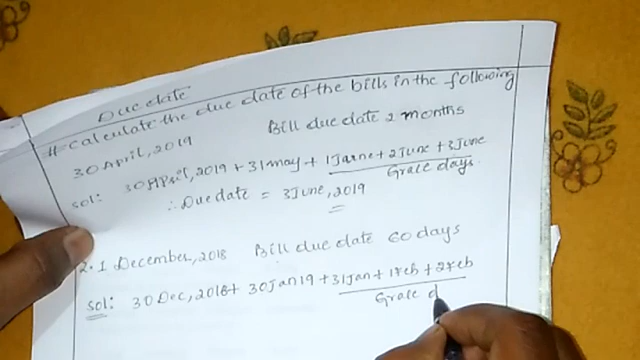 Due date
# Calculate the due date of the bills in the following
30 April, 2019 Bill due date 2 months
Sol: 30 April, 2019 + 31 may + 1 June + 2 June + 3 June
Grace days.
∴ Due date = 3 June, 2019
2. 1 December, 2018 Bill due date 60 days
Sol: 30 Dec, 2018 + 30 Jan 19 + 31 Jan + 1 Feb + 2 Feb
Grace d